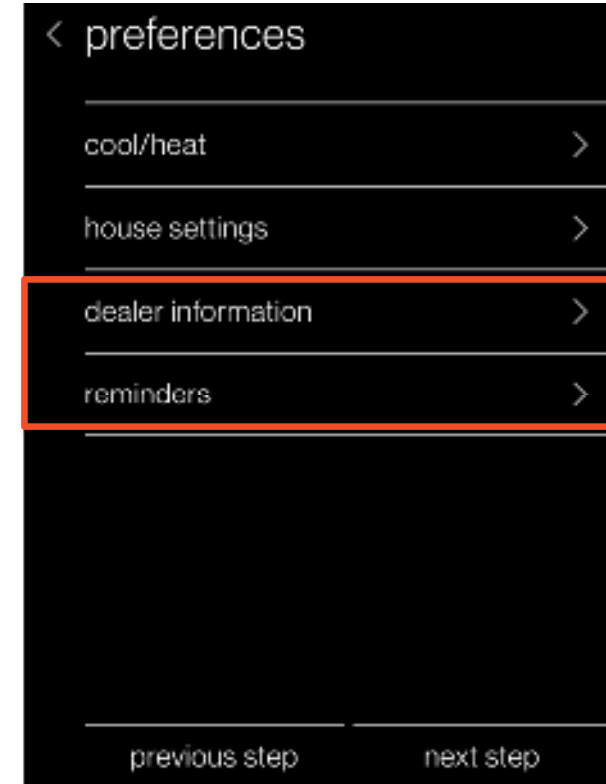 preferences
cool/heat
house settings
dealer information
reminders
previous step
next step